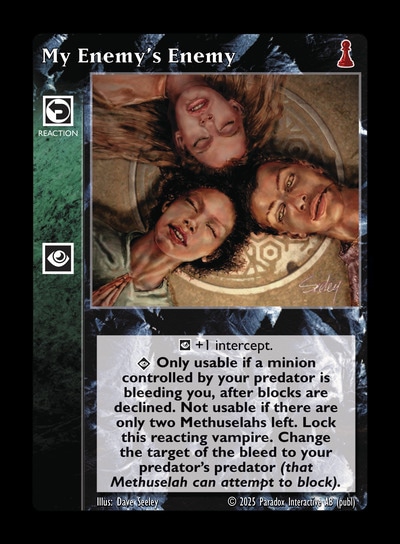 My Enemy's Enemy
REACTION
Seeley
+1 intercept.
Only usable if a minion
controlled by your predator is
bleeding you, after blocks are
declined. Not usable if there are
only two Methuselahs left. Lock
this reacting vampire. Change
the target of the bleed to your
predator's predator (that
Methuselah can attempt to block).
Illus: Dave Seeley © 2025 Paradox Interactive AB (publ)